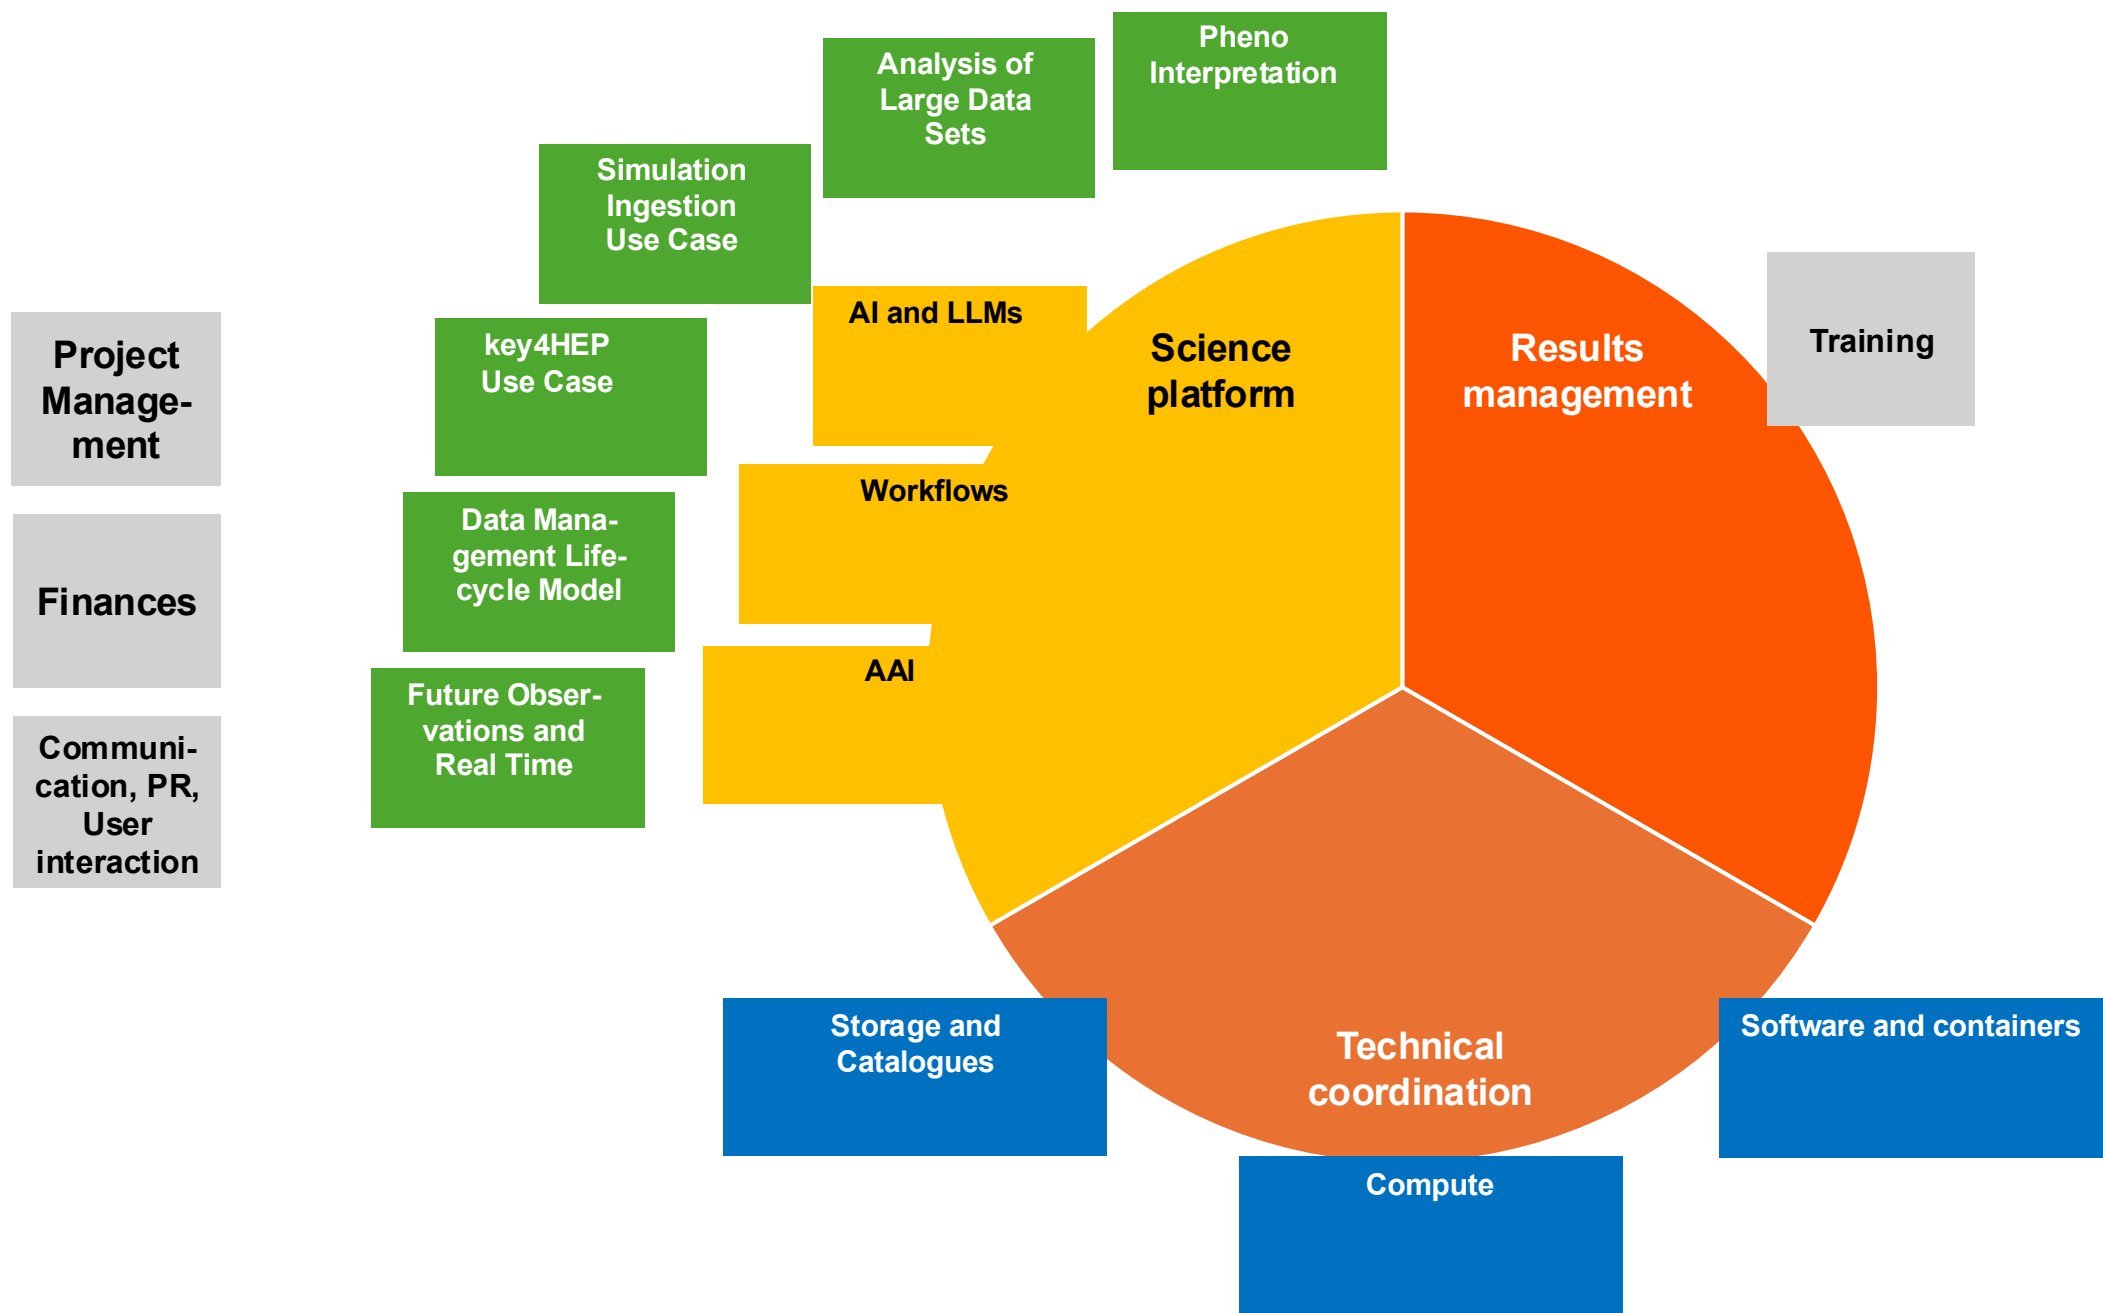 Pheno
Interpretation
Analysis of
Large Data
Sets
Simulation
Ingestion
Use Case
AI and LLMs
key4HEP
Use Case
Science
platform
Results
management
Training
Project
Manage-
ment
Workflows
Data Mana-
gement Life-
cycle Model
Finances
AAI
Future Obser-
vations and
Real Time
Communi-
cation, PR,
User
interaction
Storage and
Catalogues
Technical
coordination
Software and containers
Compute